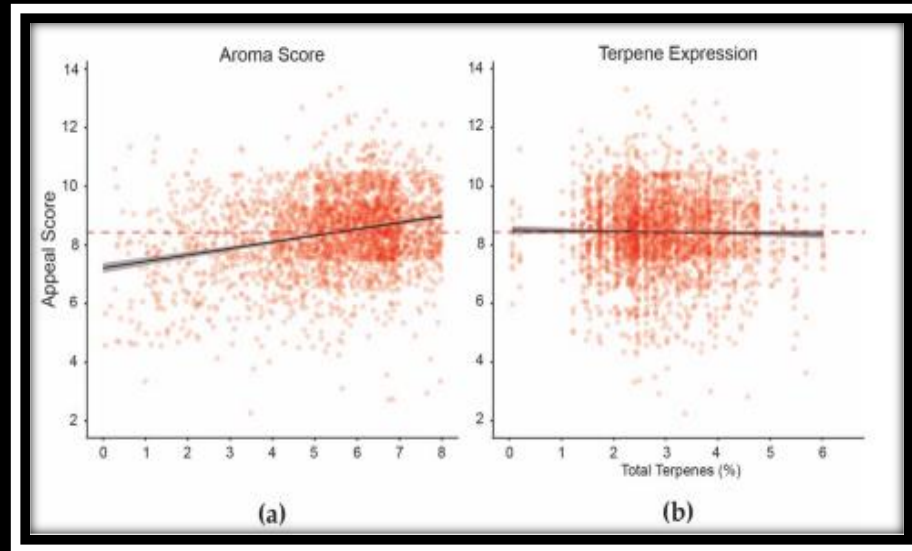 Aroma Score
Terpene Expression
Appeal Score
14
12
10
8
6
4
2
0 1 2 3 4 5 6 7 8
(a)
14
12
10
8
6
4
2
0 1 2 3 4 5 6
Total Terpenes (%)
(b)